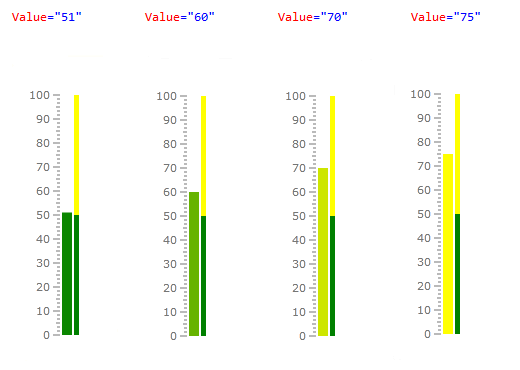 Value="51" Value="60" Value="70" Value="75"
100 100 100 100
90 90 90 90
80 80 80 80
70 70 70 70
60 60 60 60
50 50 50 50
40 40 40 40
30 30 30 30
20 20 20 20
10 10 10 10
0 0 0 0